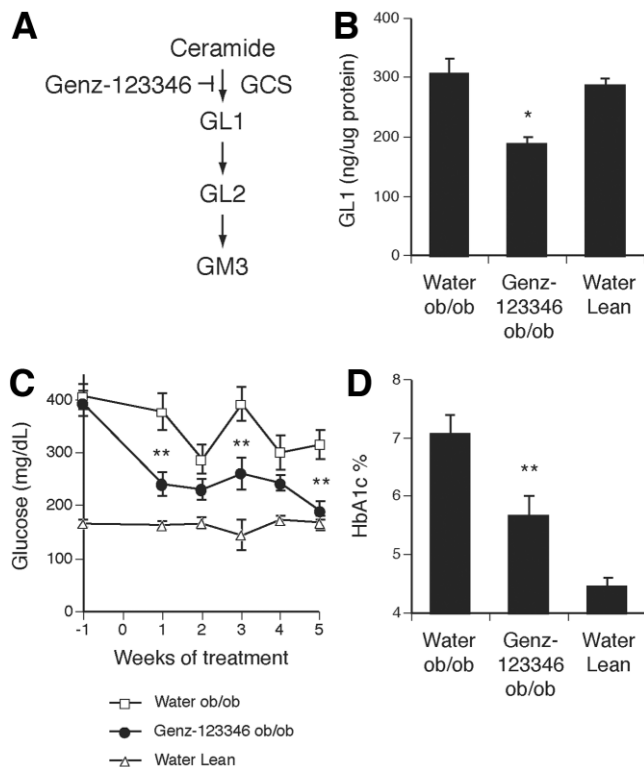 A
Ceramide
Genz-123346 GCS
GL1
GL2
GM3
B
GL1 (ng/ug protein)
400
300
200
100
0
*
Water
ob/ob
Genz-
123346
ob/ob
Water
Lean
C
Glucose (mg/dL)
400
300
200
100
0
**
**
**
-1 0 1 2 3 4 5
Weeks of treatment
Water ob/ob
Genz-123346 ob/ob
Water Lean
D
HbA1c %
8
7
6
5
4
**
Water
ob/ob
Genz-
123346
ob/ob
Water
Lean